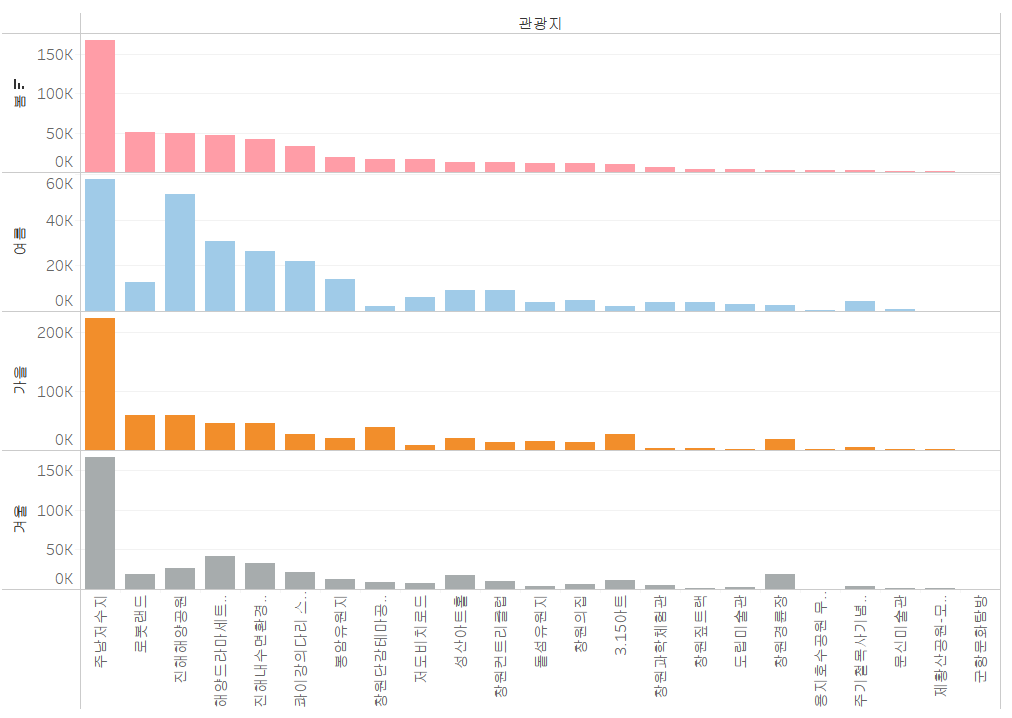 관광지
봄
150K
100K
50K
0K
여름
60K
40K
20K
0K
가을
200K
100K
0K
겨울
150K
100K
50K
0K
주남저수지
로봇랜드
진해해양공원
해양드라마세트..
진해내수면환경..
콰이강의다리 스..
봉암유원지
창원단감테마공..
저도비치로드
성산아트홀
창원컨트리클럽
돌섬유원지
창원의집
3.15아트
창원과학체험관
창원짚트랙
도립미술관
창원경륜장
용지호수공원 무..
주기철목사기념..
문신미술관
제황산공원-모..
군항문화탐방